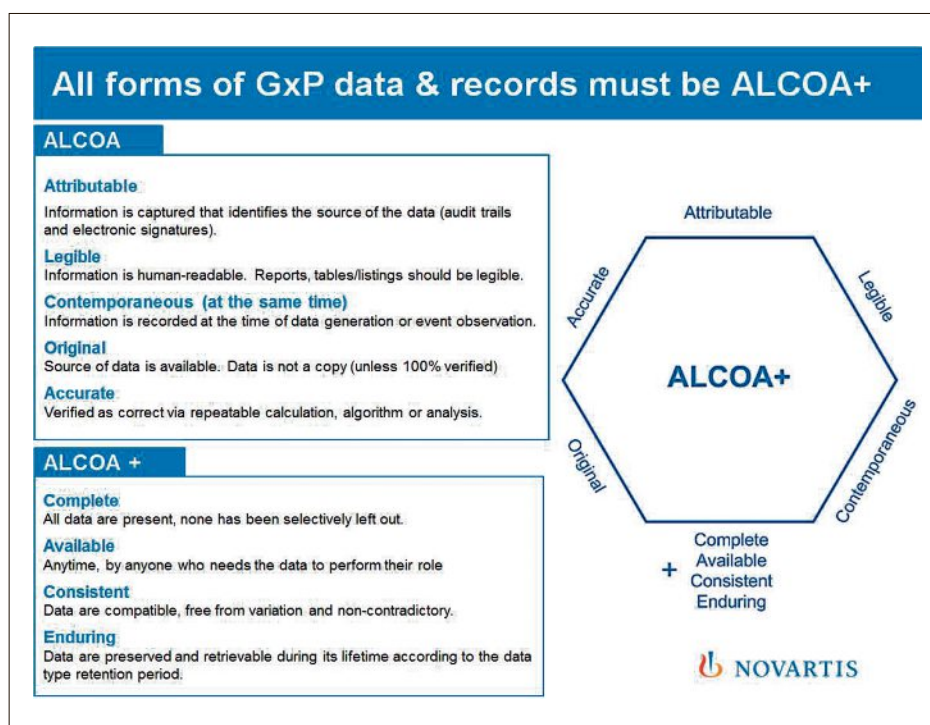 All forms of GxP data & records must be ALCOA+
ALCOA
Attributable
Information is captured that identifies the source of the data (audit trails
and electronic signatures).
Legible
Information is human-readable. Reports, tables/listings should be legible.
Contemporaneous (at the same time)
Information is recorded at the time of data generation or event observation.
Original
Source of data is available. Data is not a copy (unless 100% verified)
Accurate
Verified as correct via repeatable calculation, algorithm or analysis.
ALCOA +
Complete
All data are present, none has been selectively left out.
Available
Anytime, by anyone who needs the data to perform their role
Consistent
Data are compatible, free from variation and non-contradictory.
Enduring
Data are preserved and retrievable during its lifetime according to the data
type retention period.
Attributable
Legible
Contemporaneous
Accurate
Original
ALCOA+
+
Complete
Available
Consistent
Enduring
NOVARTIS